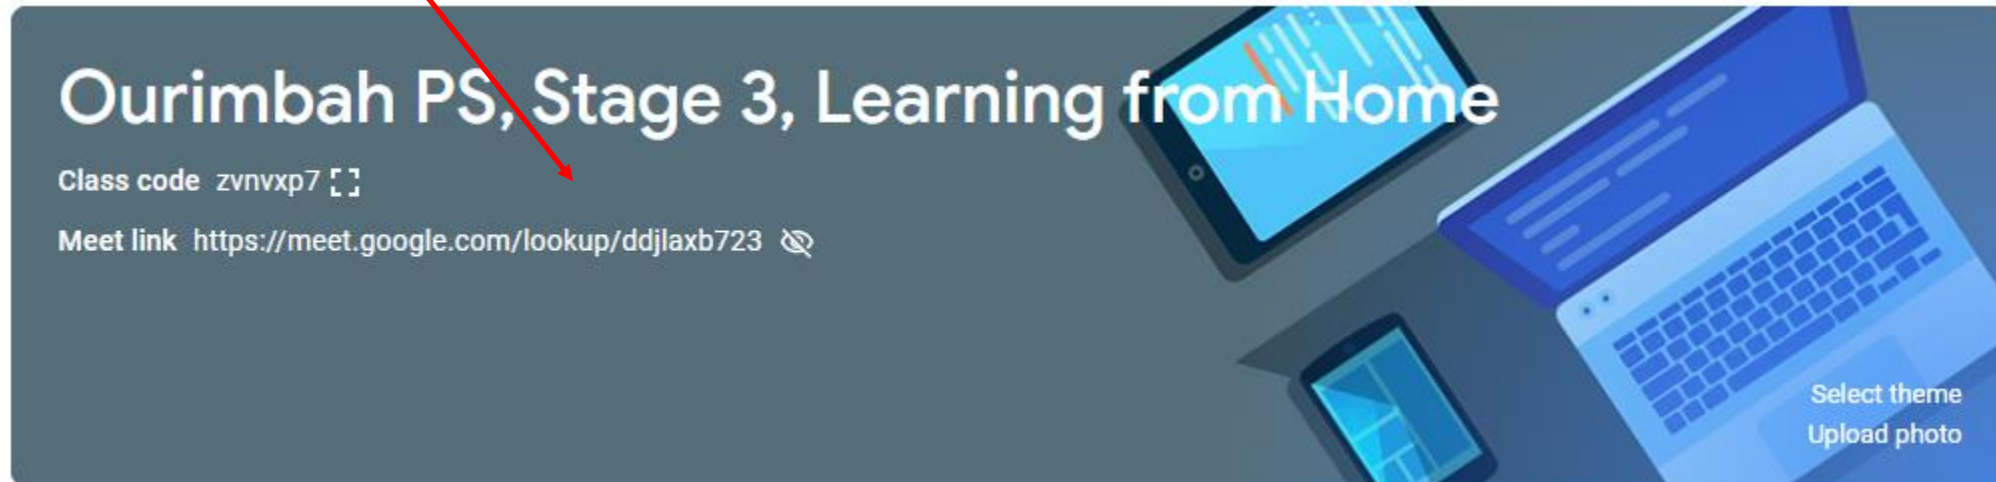 Ourimbah PS, Stage 3, Learning from Home
Class code zvnvxp7
Meet link https://meet.google.com/lookup/ddjlaxb723
Select theme
Upload photo